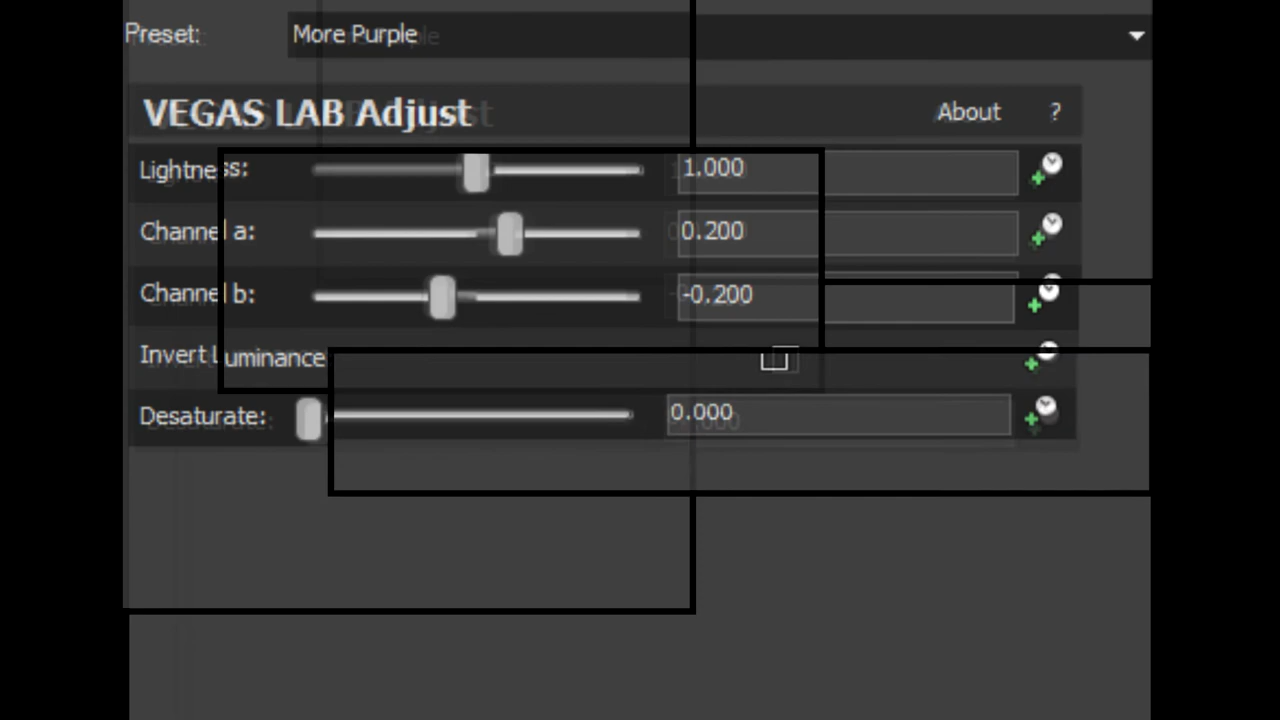 Preset: More Purple
VEGAS LAB Adjust About ?
Lightness: 1.000
Channel a: 0.200
Channel b: -0.200
Invert Luminance
Desaturate: 0.000